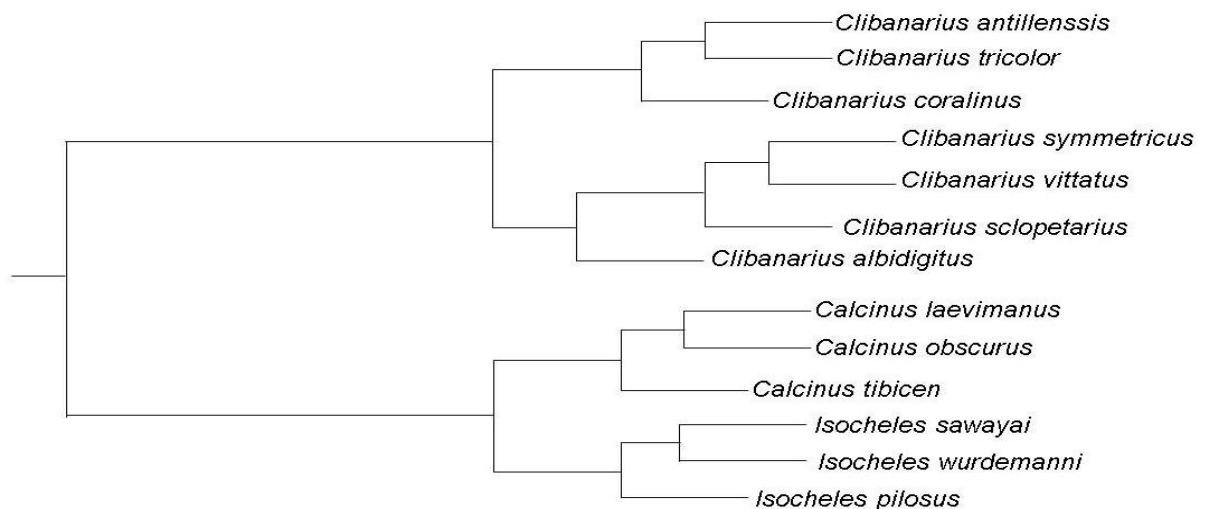 Clibanarius antillenssis
Clibanarius tricolor
Clibanarius coralinus
Clibanarius symmetricus
Clibanarius vittatus
Clibanarius sclopetarius
Clibanarius albidigitus
Calcinus laevimanus
Calcinus obscurus
Calcinus tibicen
Isocheles sawayai
Isocheles wurdemanni
Isocheles pilosus